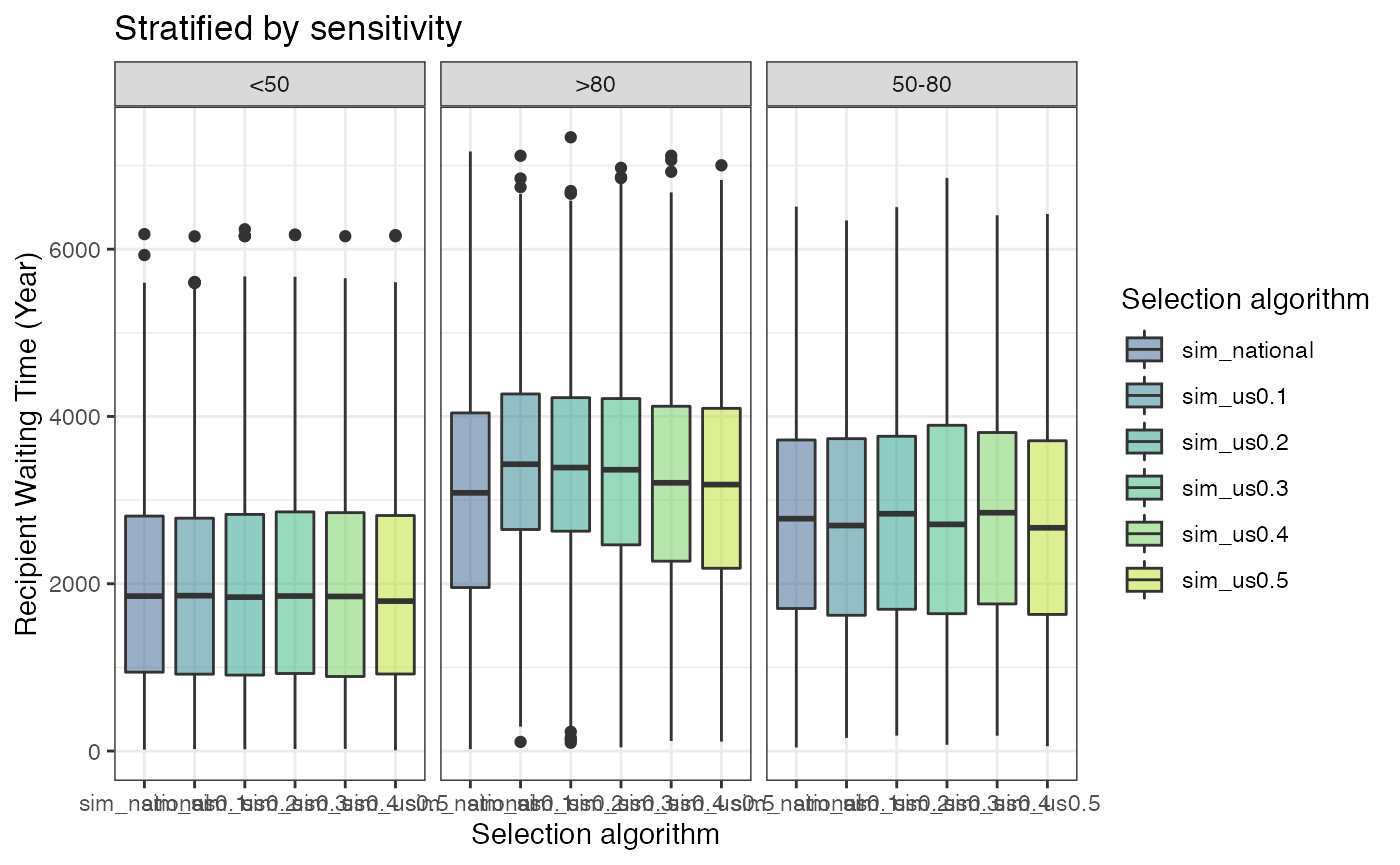 Stratified by sensitivity
<50
>80
50-80
Recipient Waiting Time (Year)
6000
4000
2000
0
Selection algorithm
Selection algorithm
sim_national
sim_us0.1
sim_us0.2
sim_us0.3
sim_us0.4
sim_us0.5